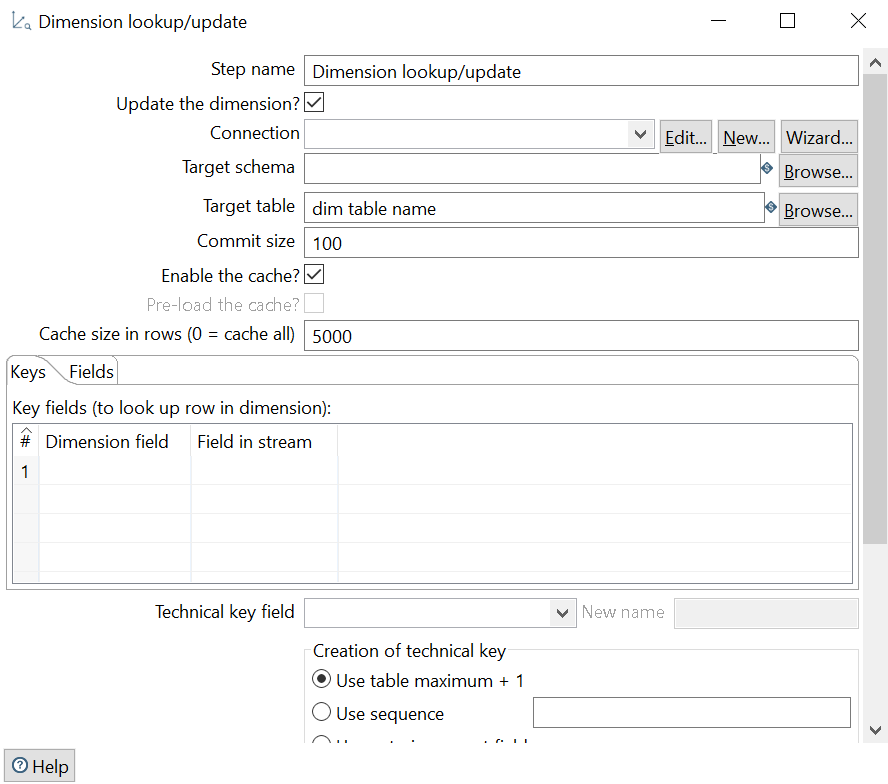 Dimension lookup/update
Step name Dimension lookup/update
Update the dimension?
Connection Edit... New... Wizard...
Target schema Browse...
Target table dim table name Browse...
Commit size 100
Enable the cache?
Pre-load the cache?
Cache size in rows (0 = cache all) 5000
Keys Fields
Key fields (to look up row in dimension):
# Dimension field Field in stream
1
Technical key field New name
Creation of technical key
Use table maximum + 1
Use sequence
Help